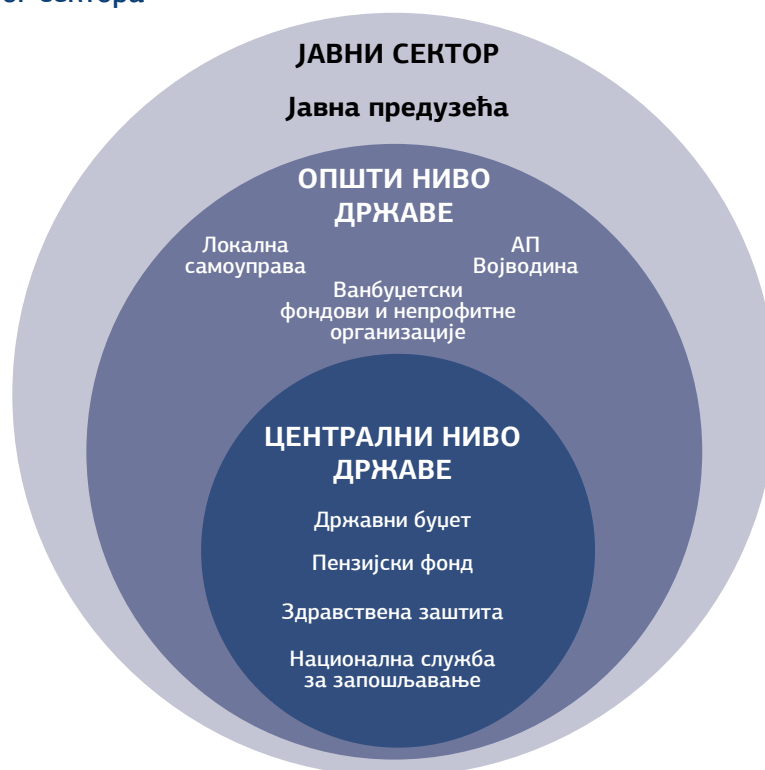 сектора
ЈАВНИ СЕКТОР
Јавна предузећа
ОПШТИ НИВО
ДРЖАВЕ
Локална
самоуправа
АП
Војводина
Ванбуџетски
фондови и непрофитне
организације
ЦЕНТРАЛНИ НИВО
ДРЖАВЕ
Државни буџет
Пензијски фонд
Здравствена заштита
Национална служба
за запошљавање